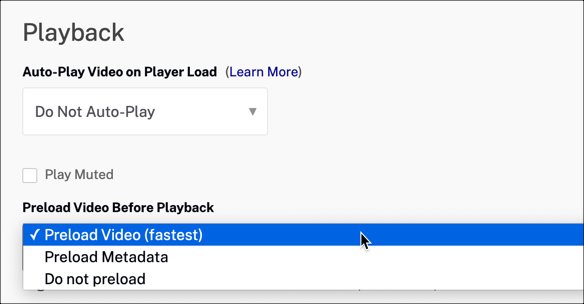 Playback
Auto-Play Video on Player Load (Learn More)
Do Not Auto-Play
Play Muted
Preload Video Before Playback
✓ Preload Video (fastest)
Preload Metadata
Do not preload